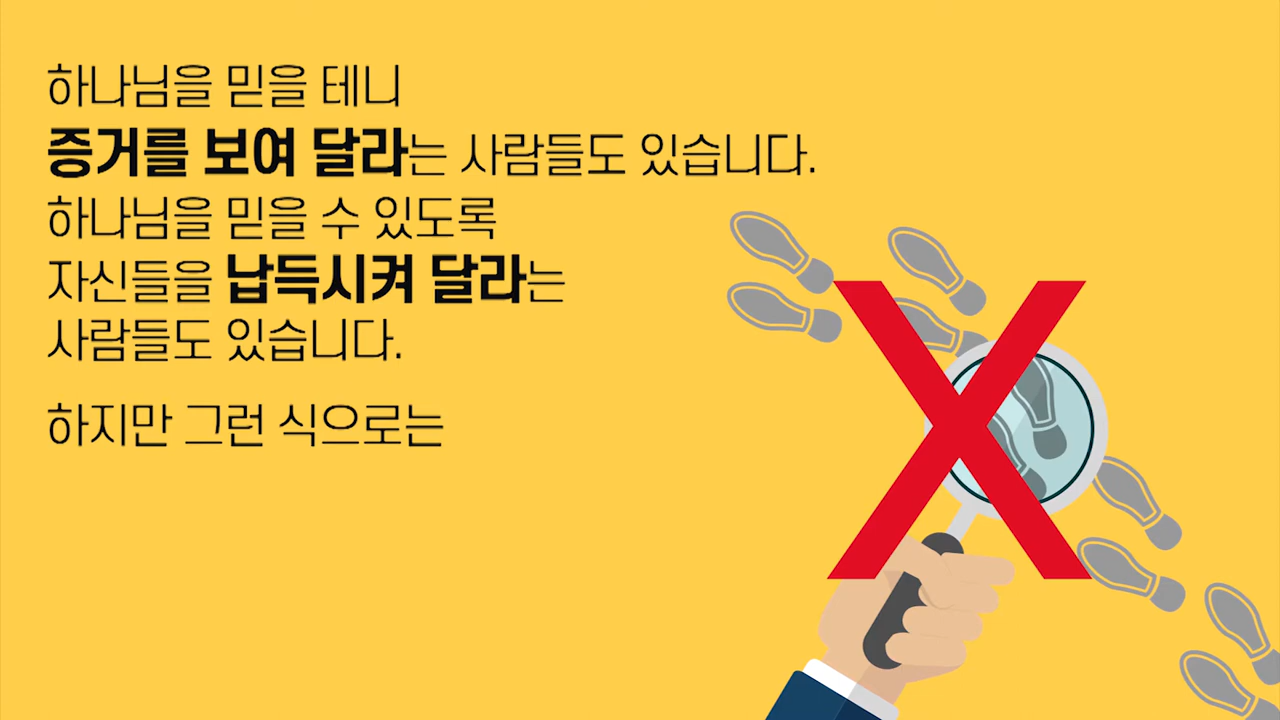 하나님을 믿을 테니
증거를 보여 달라는 사람들도 있습니다.
하나님을 믿을 수 있도록
자신들을 납득시켜 달라는
사람들도 있습니다.
하지만 그런 식으로는